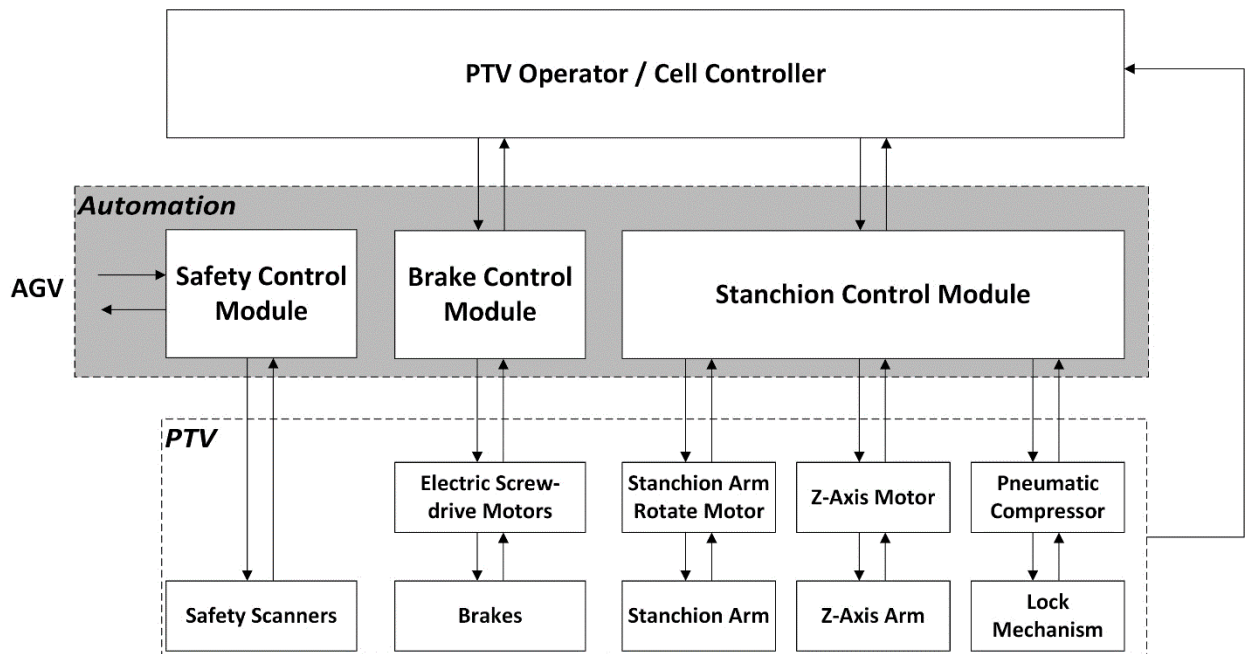 PTV Operator / Cell Controller
Automation
AGV
Safety Control
Module
Brake Control
Module
Stanchion Control Module
PTV
Electric Screw-
drive Motors
Stanchion Arm
Rotate Motor
Z-Axis Motor
Pneumatic
Compressor
Safety Scanners
Brakes
Stanchion Arm
Z-Axis Arm
Lock
Mechanism